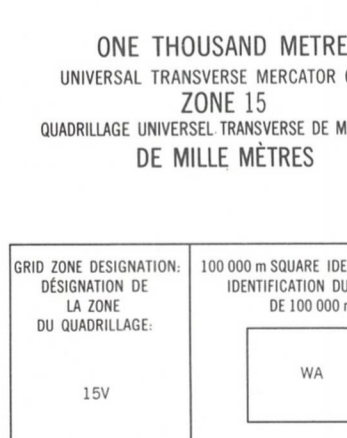 ONE THOUSAND METRE
UNIVERSAL TRANSVERSE MERCATOR
ZONE 15
QUADRILLAGE UNIVERSEL TRANSVERSE DE
DE MILLE MÈTRES
GRID ZONE DESIGNATION:
DÉSIGNATION DE
LA ZONE
DU QUADRILLAGE:
15V
100 000 m SQUARE
IDENTIFICATION DU
DE 100 000
WA